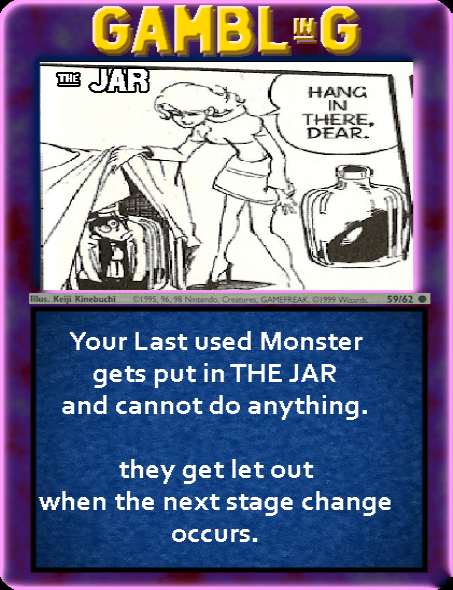 GAMBL IN G
THE JAR
HANG
IN
THERE,
DEAR.
Illus. Keiji Kinebuchi ©1995, 96, 98 Nintendo, Creatures, GAMEFREAK. ©1999 Wizards. 59/62
Your Last used Monster
gets put in THE JAR
and cannot do anything.
they get let out
when the next stage change
occurs.